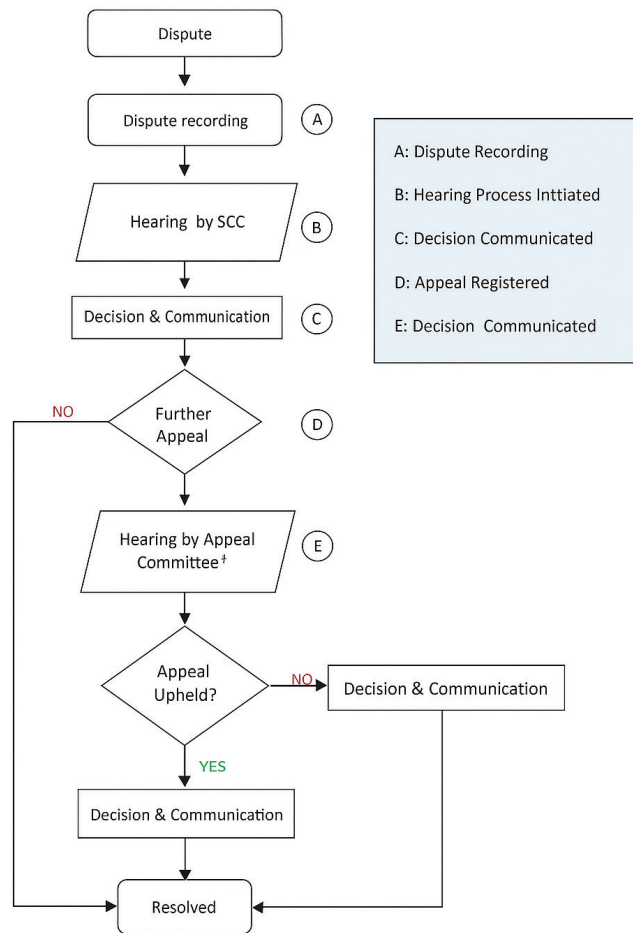 Dispute
Dispute recording
A
Hearing by SCC
B
Decision & Communication
C
NO
Further
Appeal
D
Hearing by Appeal
Committee⚨
E
Appeal
Upheld?
NO
Decision & Communication
YES
Decision & Communication
Resolved
A: Dispute Recording
B: Hearing Process Inttiated
C: Decision Communicated
D: Appeal Registered
E: Decision Communicated